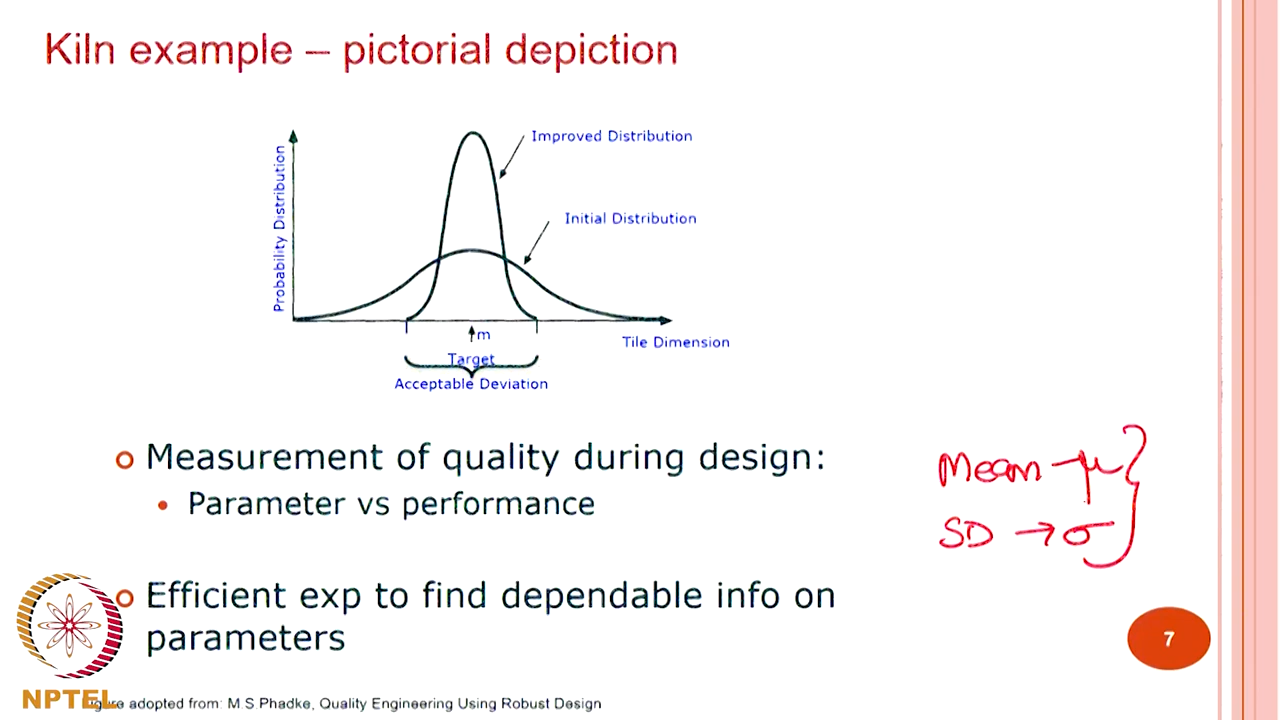 Kiln example – pictorial depiction
Probability Distribution
Improved Distribution
Initial Distribution
m
Tile Dimension
Target
Acceptable Deviation
Measurement of quality during design:
Parameter vs performance
Mean → μ
SD → σ
Efficient exp to find dependable info on
parameters
7
NPTEL
adopted from: M S Phadke, Quality Engineering Using Robust Design